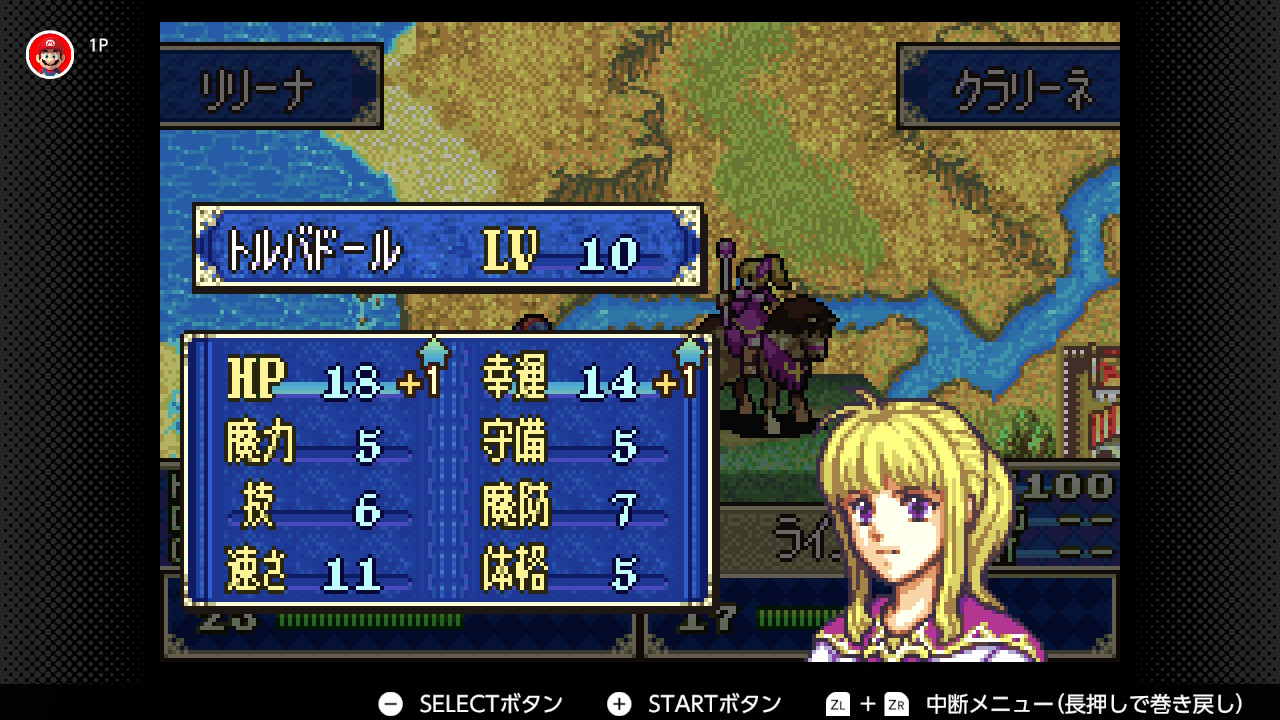 1P
リリーナ
クラリーネ
トルバドール LV 10
HP 18 +1 幸運 14 +1
魔力 5 守備 5
技 6 魔防 7
速さ 11 体格 5
100
ライ
-- 
--
23
17
SELECTボタン
STARTボタン
ZL + ZR 中断メニュー(長押しで巻き戻し)